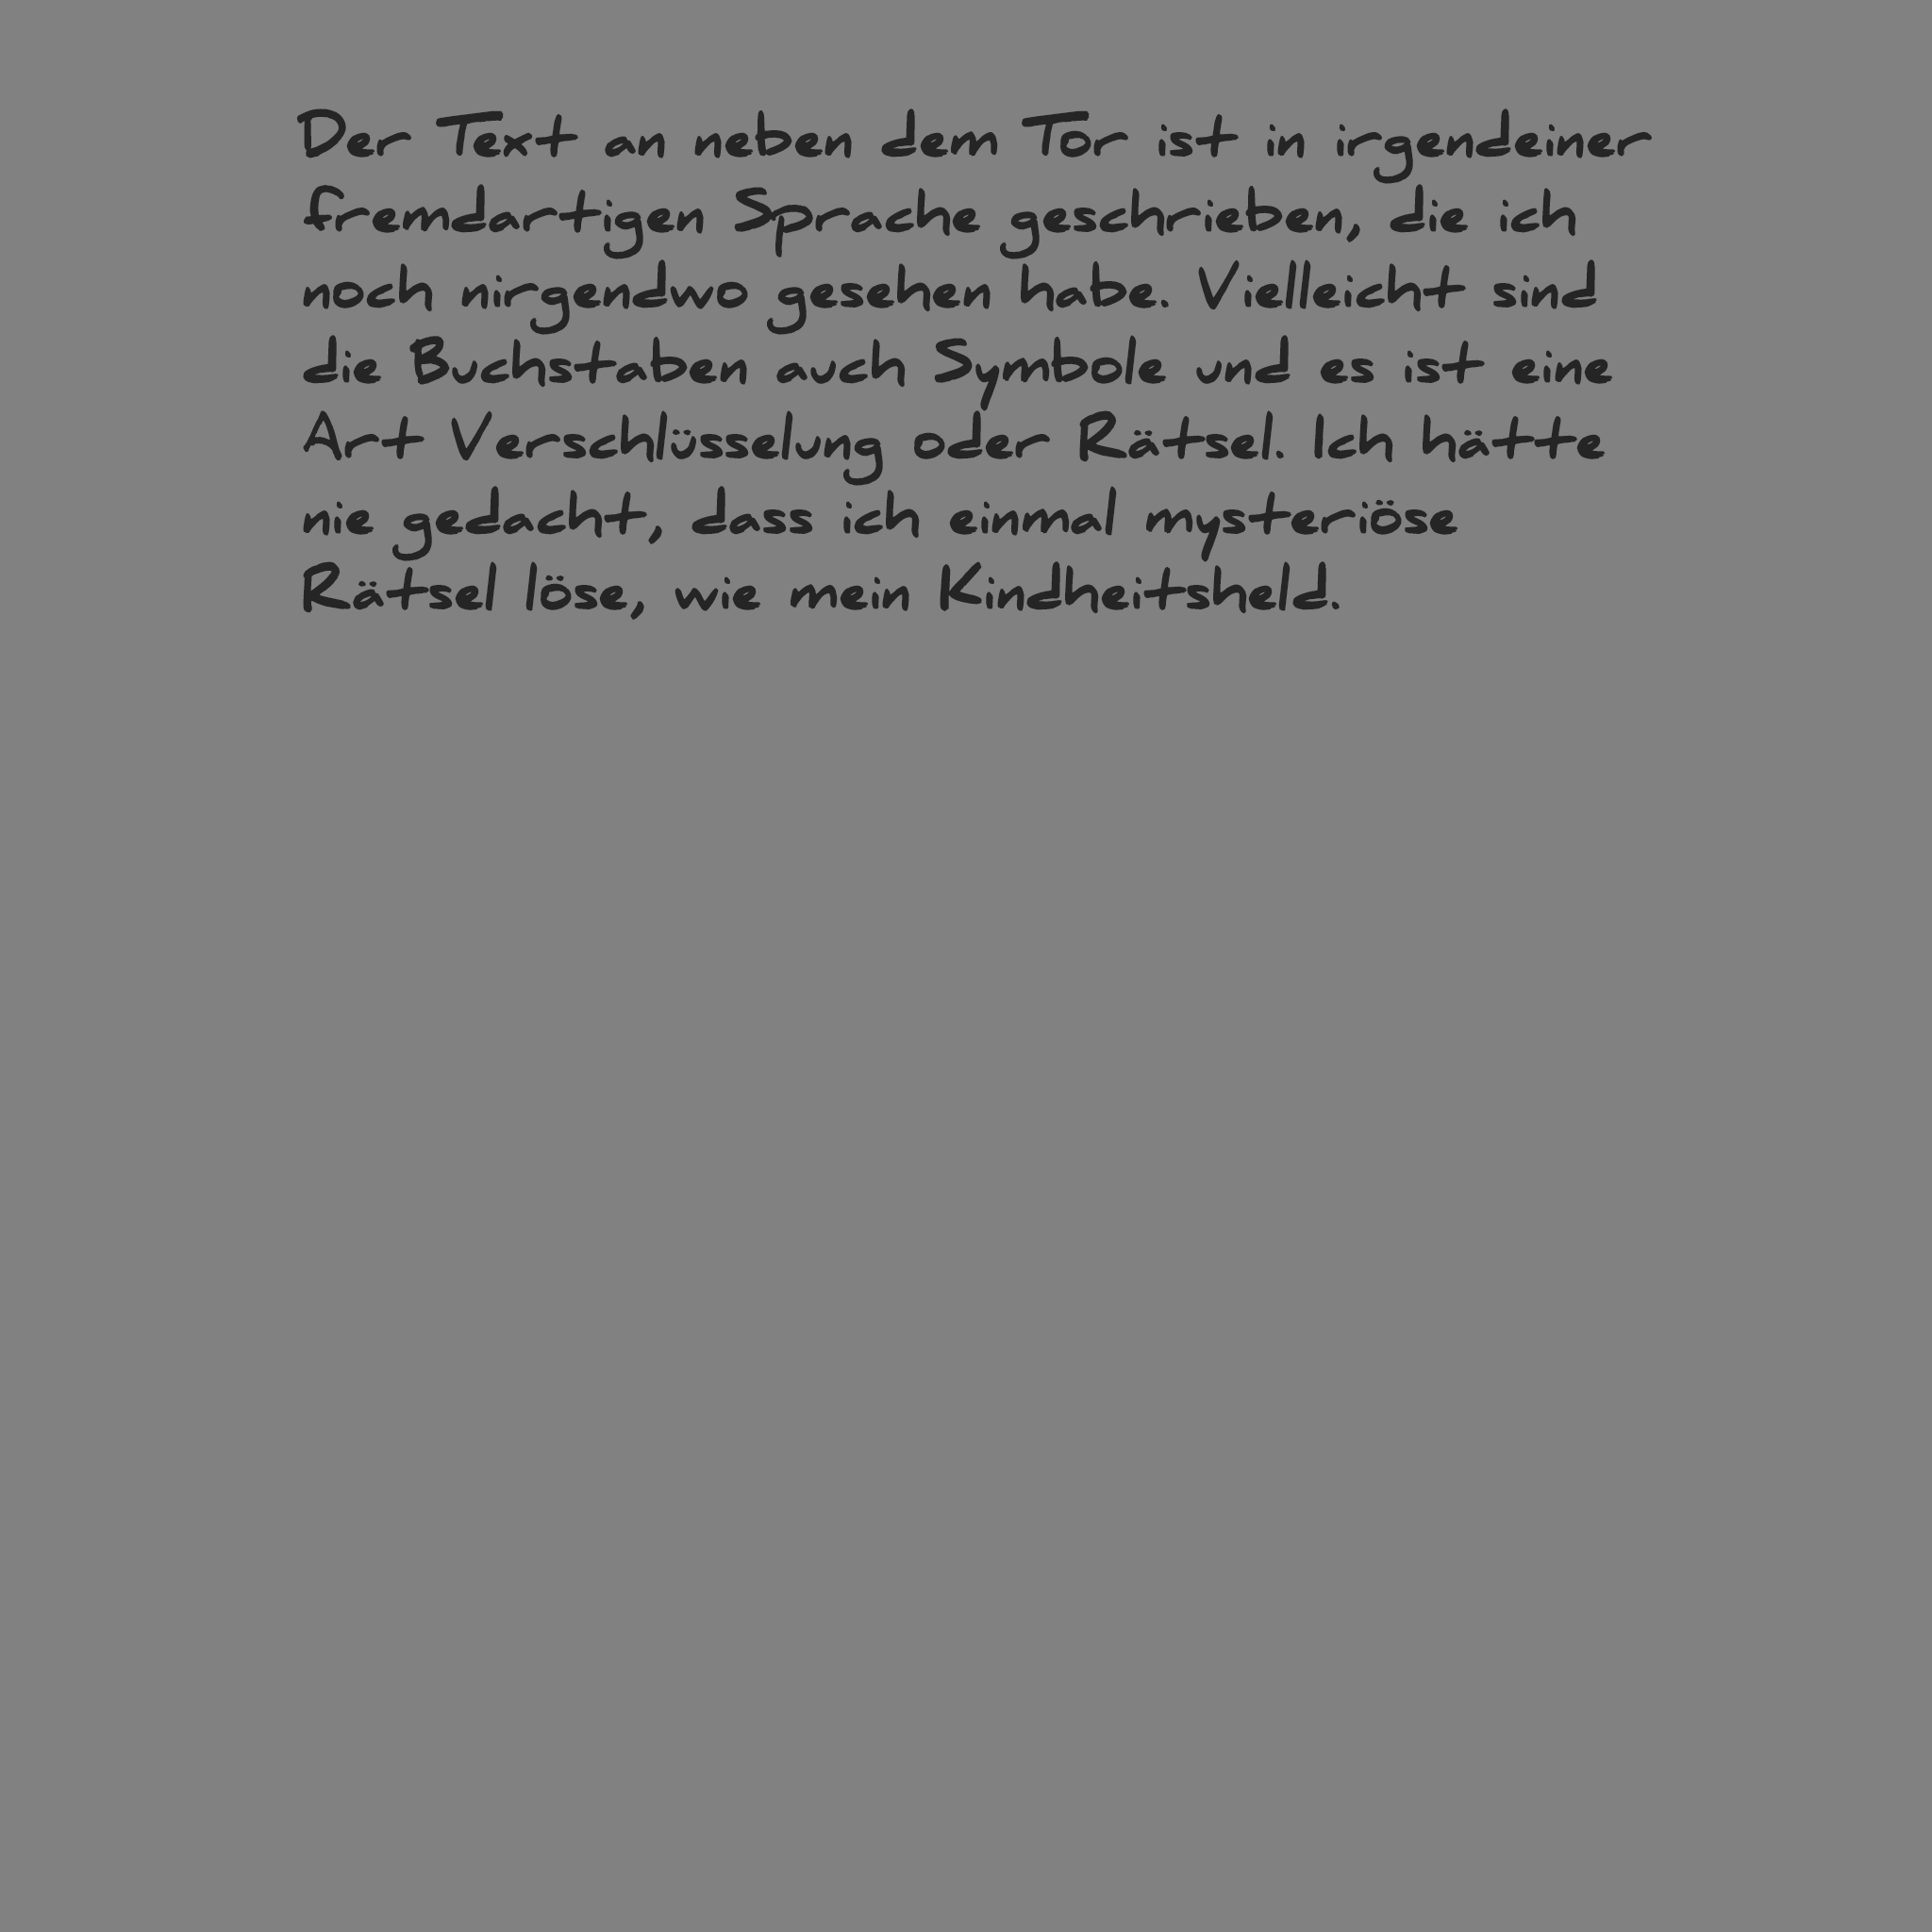 Der Text an neben dem Tor ist in irgendeiner
fremdartigen Sprache geschrieben, die ich
noch nirgendwo gesehen habe. Vielleicht sind
die Buchstaben auch Symbole und es ist eine
Art Verschlüsselung oder Rätsel. Ich hätte
nie gedacht, dass ich einmal mysteriöse
Rätsel löse, wie mein Kindheitsheld.